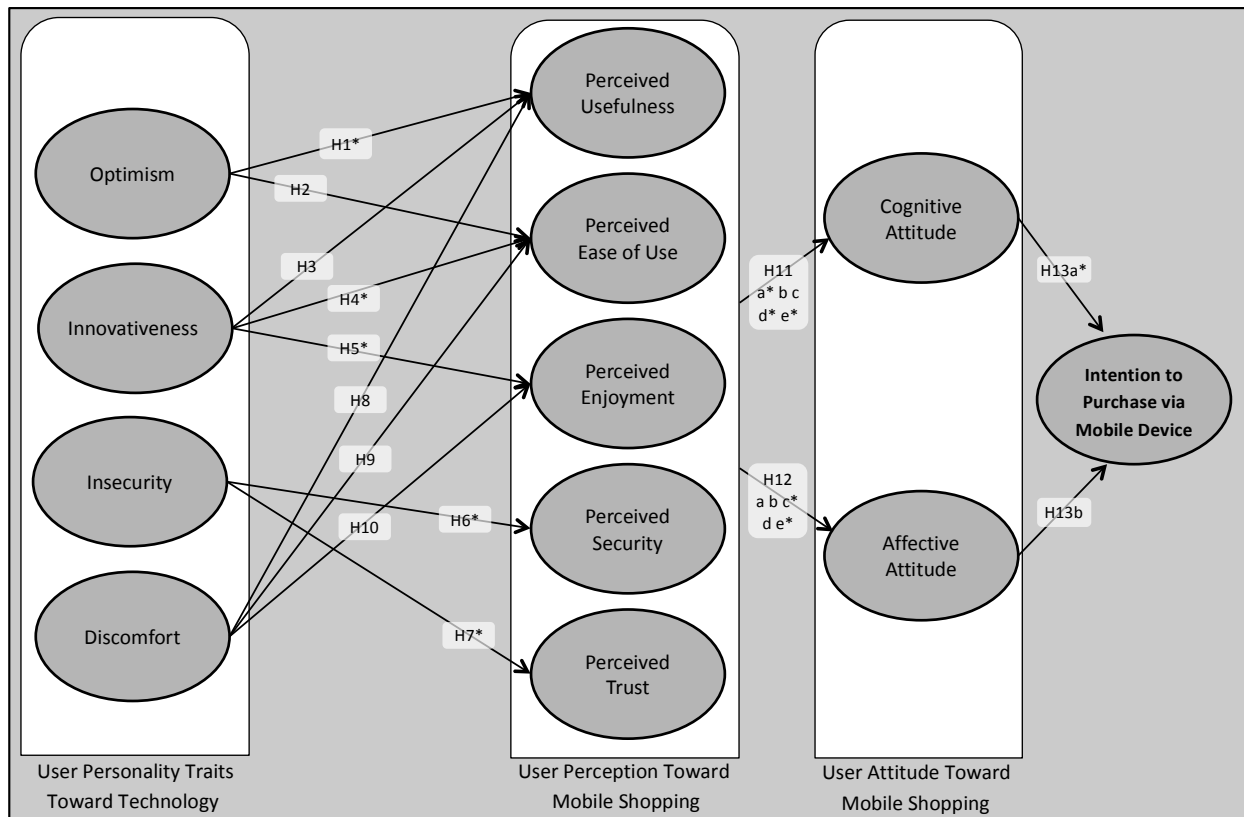 Optimism
Innovativeness
Insecurity
Discomfort
User Personality Traits
Toward Technology
H1*
H2
H3
H4*
H5*
H8
H9
H10
H6*
H7*
Perceived
Usefulness
Perceived
Ease of Use
Perceived
Enjoyment
Perceived
Security
Perceived
Trust
User Perception Toward
Mobile Shopping
H11
a* b c
d* e*
H12
a b c*
d e*
Cognitive
Attitude
Affective
Attitude
User Attitude Toward
Mobile Shopping
H13a*
H13b
Intention to
Purchase via
Mobile Device